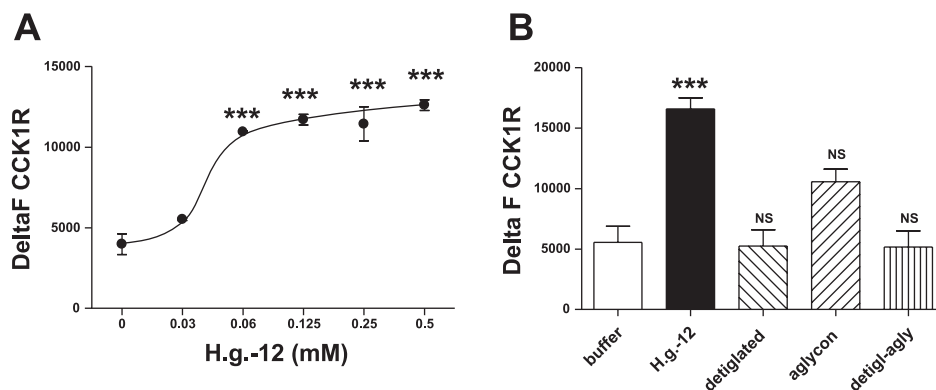 A
DeltaF CCK1R
15000
10000
5000
0
***
***
***
***
0
0.03
0.06
0.125
0.25
0.5
H.g.-12 (mM)
B
Delta F CCK1R
20000
15000
10000
5000
0
***
NS
NS
NS
buffer
H.g.-12
detiglated
aglycon
detigl-agly